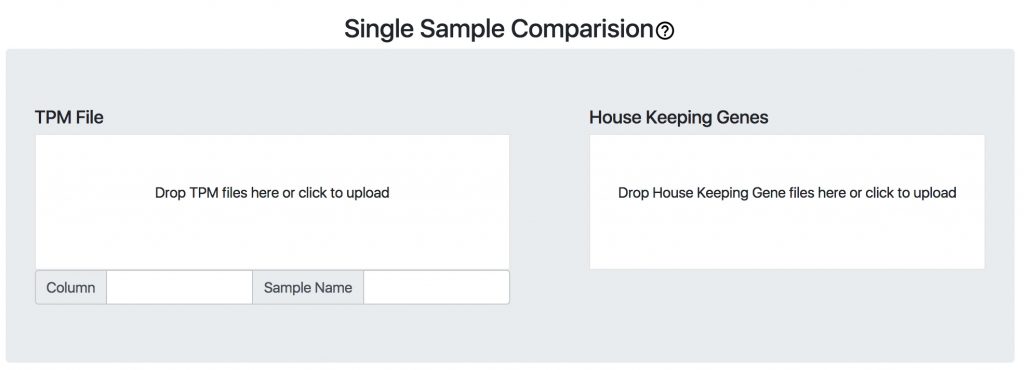 Single Sample Comparision?
TPM File
Drop TPM files here or click to upload
Column
Sample Name
House Keeping Genes
Drop House Keeping Gene files here or click to upload